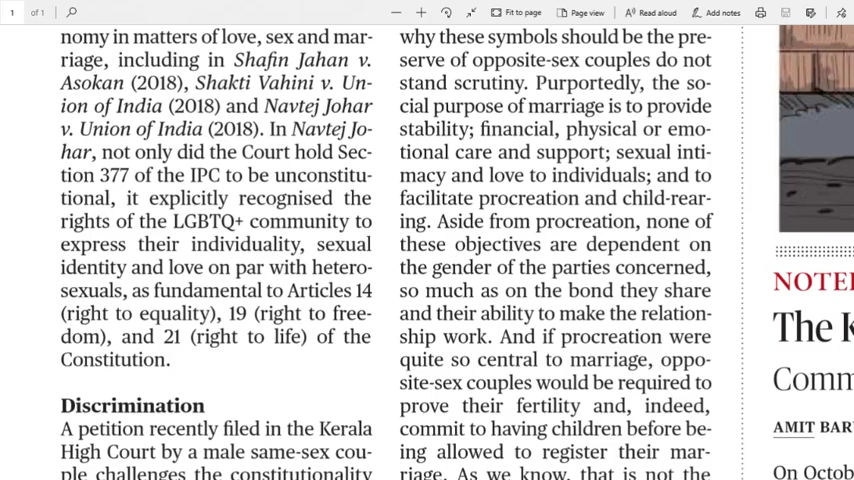 1 of 1
Fit to page
Page view
Read aloud
Add notes
nomy in matters of love, sex and mar-
riage, including in Shafin Jahan v.
Asokan (2018), Shakti Vahini v. Un-
ion of India (2018) and Navtej Johar
v. Union of India (2018). In Navtej Jo-
har, not only did the Court hold Sec-
tion 377 of the IPC to be unconstitu-
tional, it explicitly recognised the
rights of the LGBTQ+ community to
express their individuality, sexual
identity and love on par with hetero-
sexuals, as fundamental to Articles 14
(right to equality), 19 (right to free-
dom), and 21 (right to life) of the
Constitution.
Discrimination
A petition recently filed in the Kerala
High Court by a male same-sex cou-
ple challenges the constitutionality
why these symbols should be the pre-
serve of opposite-sex couples do not
stand scrutiny. Purportedly, the so-
cial purpose of marriage is to provide
stability; financial, physical or emo-
tional care and support; sexual inti-
macy and love to individuals; and to
facilitate procreation and child-rear-
ing. Aside from procreation, none of
these objectives are dependent on
the gender of the parties concerned,
so much as on the bond they share
and their ability to make the relation-
ship work. And if procreation were
quite so central to marriage, oppo-
site-sex couples would be required to
prove their fertility and, indeed,
commit to having children before be-
ing allowed to register their mar-
riage. As we know, that is not the
The K
Comm
AMIT BAR
On Octob